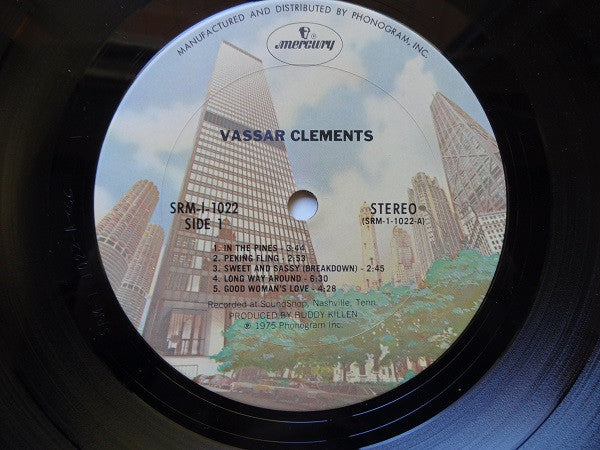 MANUFACTURED AND DISTRIBUTED BY PHONOGRAM, INC.
mercury
VASSAR CLEMENTS
SRM-1-1022
SIDE 1
STEREO
(SRM-1-1022-A)
1. IN THE PINES - 3:44
2. PEKING FLING - 2:53
3. SWEET AND SASSY (BREAKDOWN) - 2:45
4. LONG WAY AROUND - 6:30
5. GOOD WOMAN'S LOVE - 4:28
Recorded at SoundShop, Nashville, Tenn.
PRODUCED BY BUDDY KILLEN
℗ 1975 Phonogram Inc.